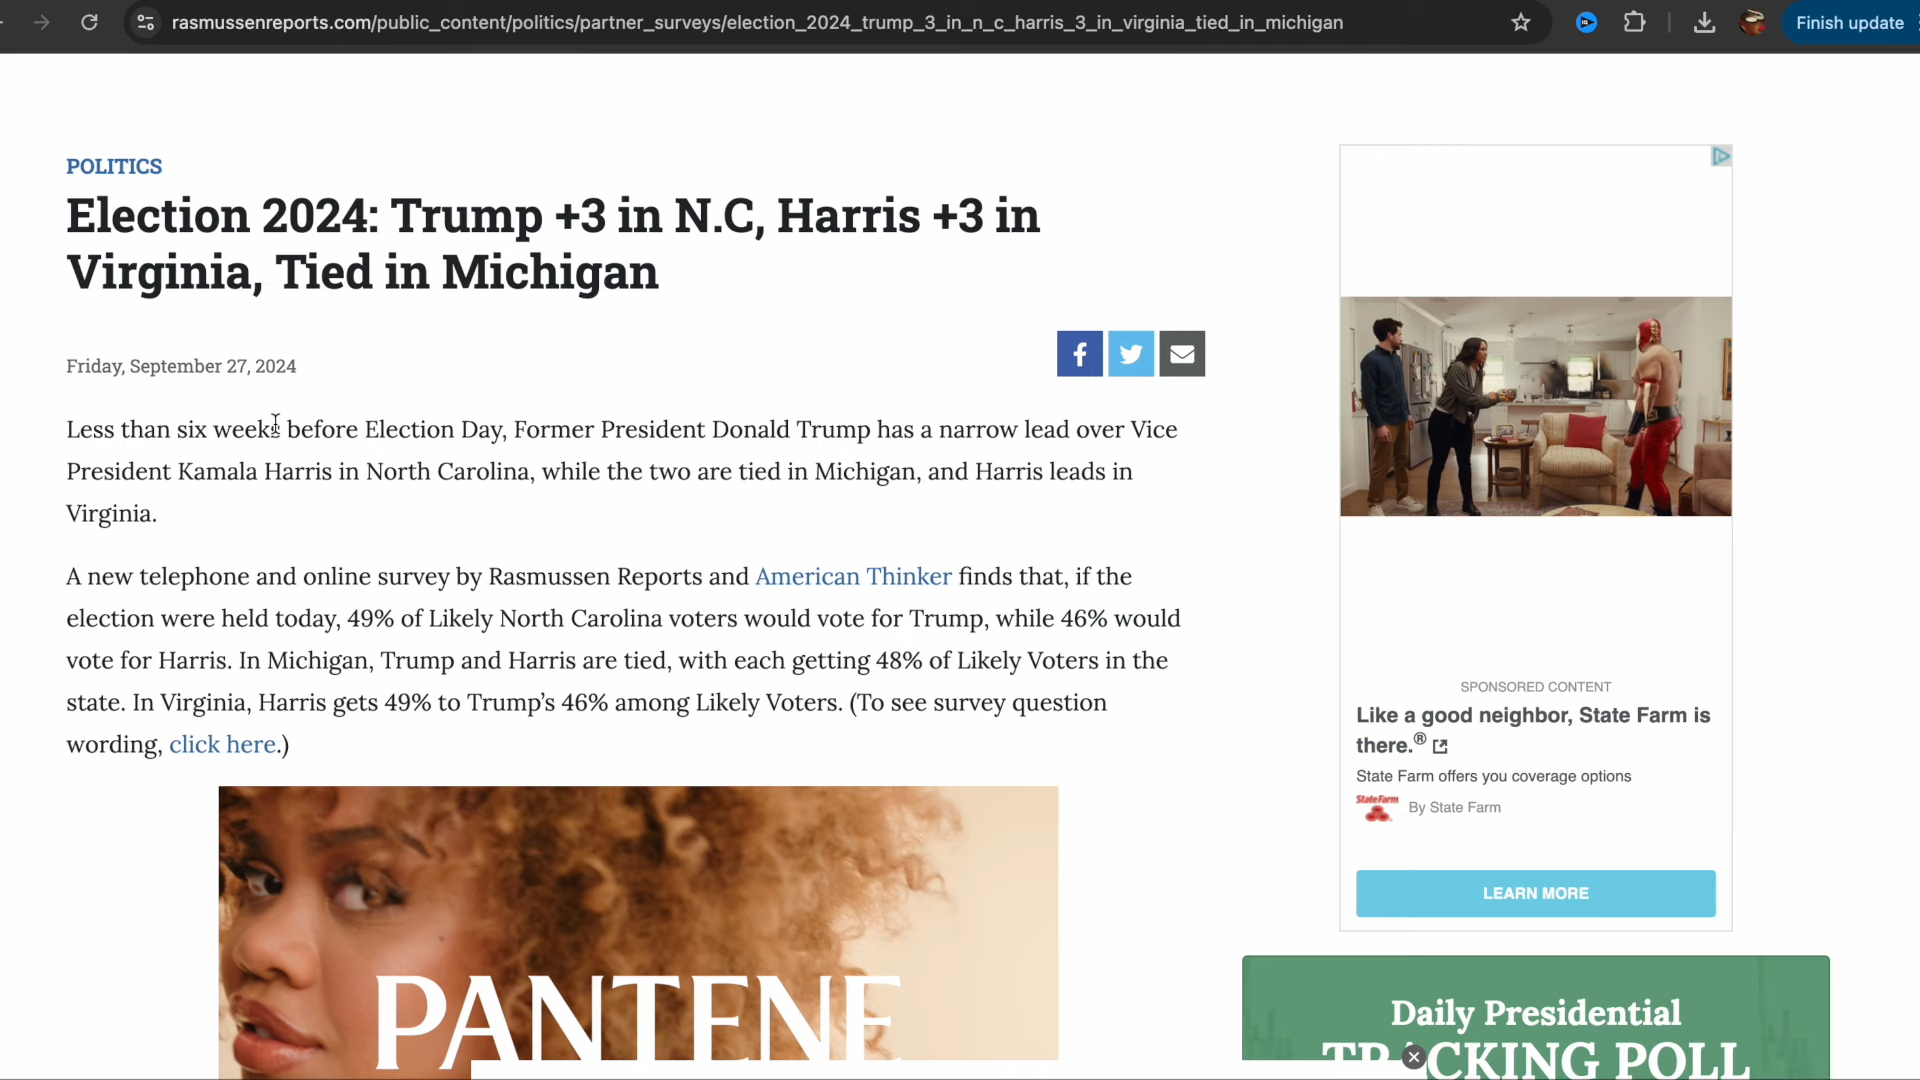 rasmussenreports.com/public_content/politics/partner_surveys/election_2024_trump_3_in_n_c_harris_3_in_virginia_tied_in_michigan
Finish update
POLITICS
Election 2024: Trump +3 in N.C, Harris +3 in
Virginia, Tied in Michigan
Friday, September 27, 2024
Less than six weeks before Election Day, Former President Donald Trump has a narrow lead over Vice
President Kamala Harris in North Carolina, while the two are tied in Michigan, and Harris leads in
Virginia.
A new telephone and online survey by Rasmussen Reports and American Thinker finds that, if the
election were held today, 49% of Likely North Carolina voters would vote for Trump, while 46% would
vote for Harris. In Michigan, Trump and Harris are tied, with each getting 48% of Likely Voters in the
state. In Virginia, Harris gets 49% to Trump’s 46% among Likely Voters. (To see survey question
wording, click here.)
PANTENE
SPONSORED CONTENT
Like a good neighbor, State Farm is
there.®
State Farm offers you coverage options
StateFarm
By State Farm
LEARN MORE
Daily Presidential
TRACKING POLL